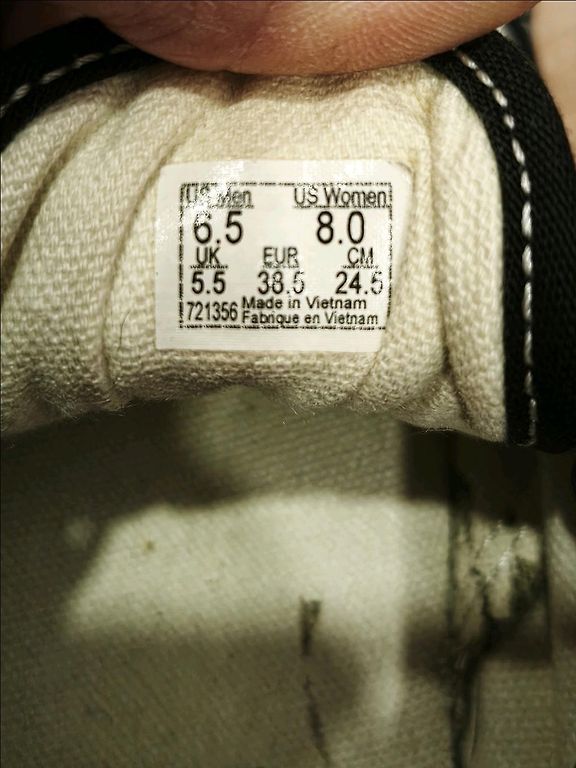 US Men US Women
6.5 8.0
UK EUR CM
5.5 38.5 24.5
721356 Made in Vietnam
Fabrique en Vietnam